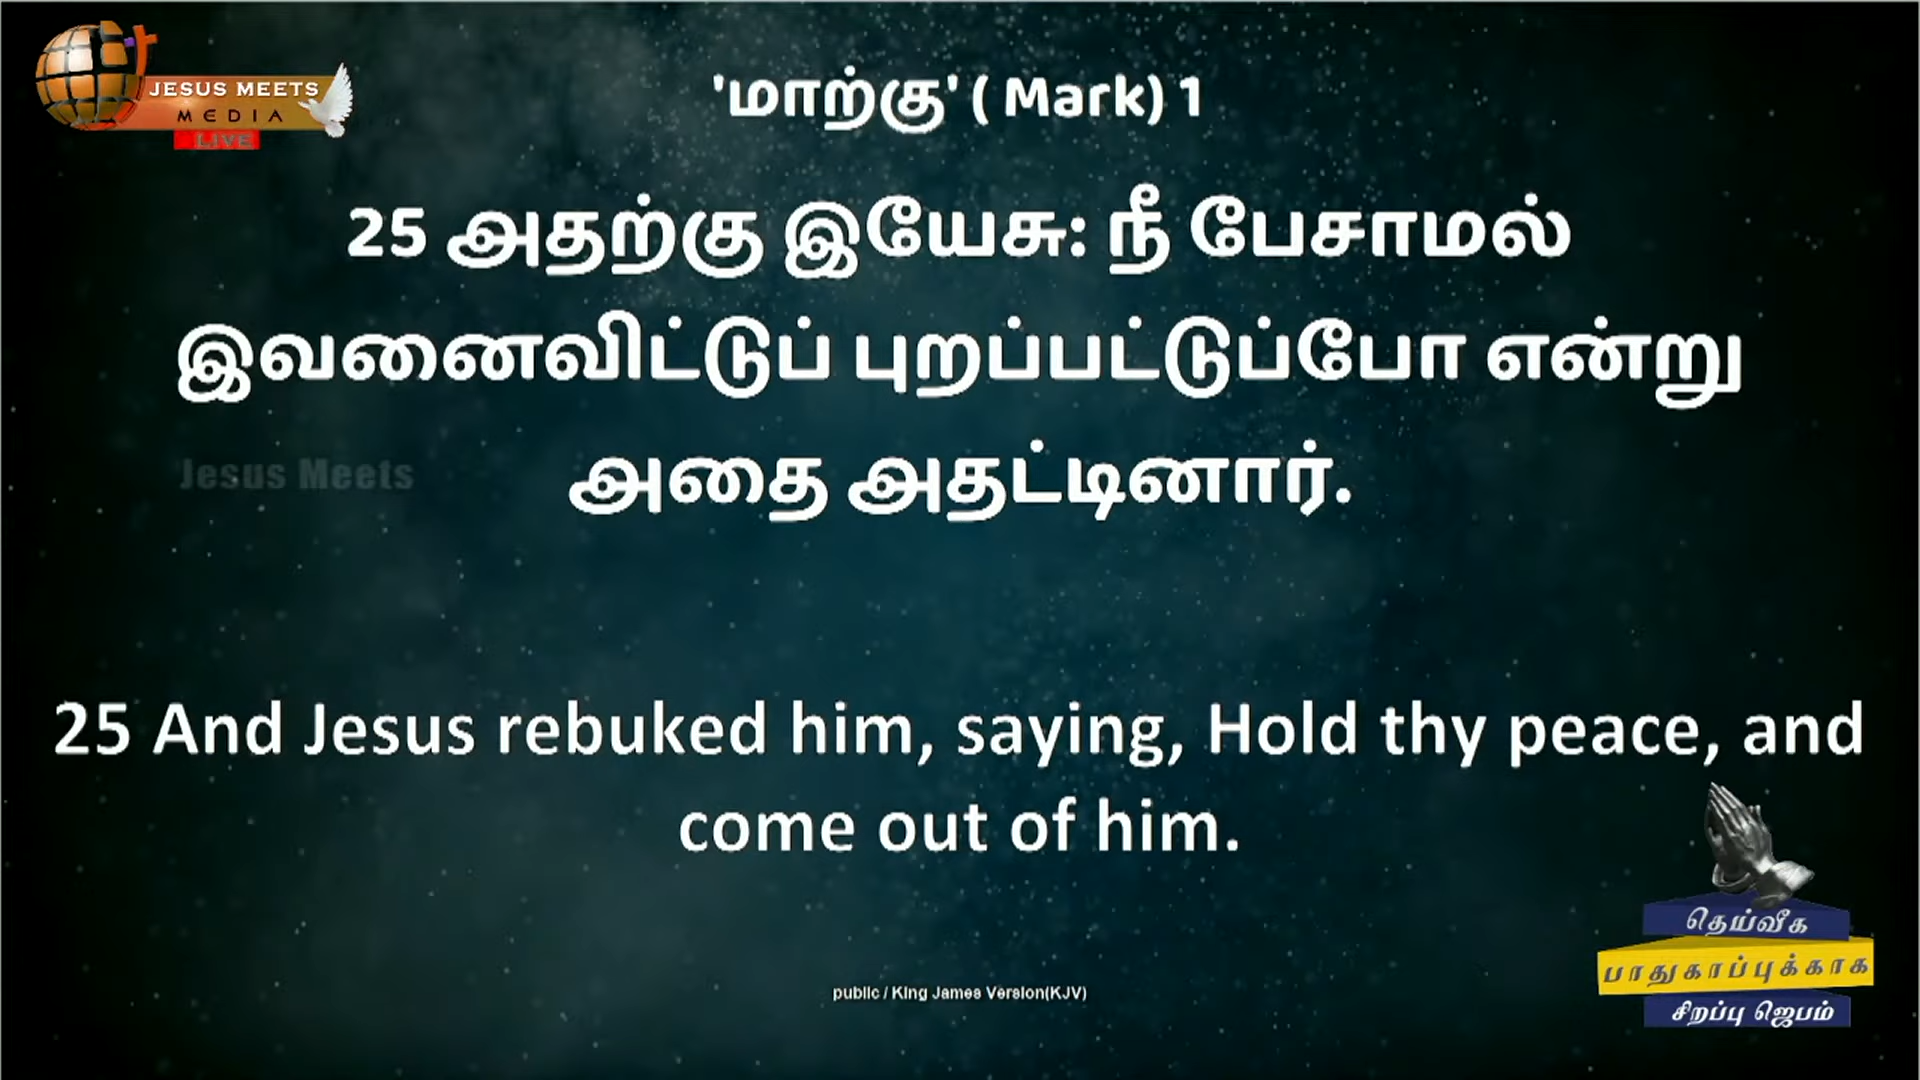 JESUS MEETS
MEDIA
LIVE
'மாற்கு' ( Mark) 1
25 அதற்கு இயேசு: நீ பேசாமல்
இவனைவிட்டுப் புறப்பட்டுப்போ என்று
அதை அதட்டினார்.
Jesus Meets
25 And Jesus rebuked him, saying, Hold thy peace, and
come out of him.
தெய்வீக
பாதுகாப்புக்காக
சிறப்பு ஜெபம்
public / King James Version(KJV)